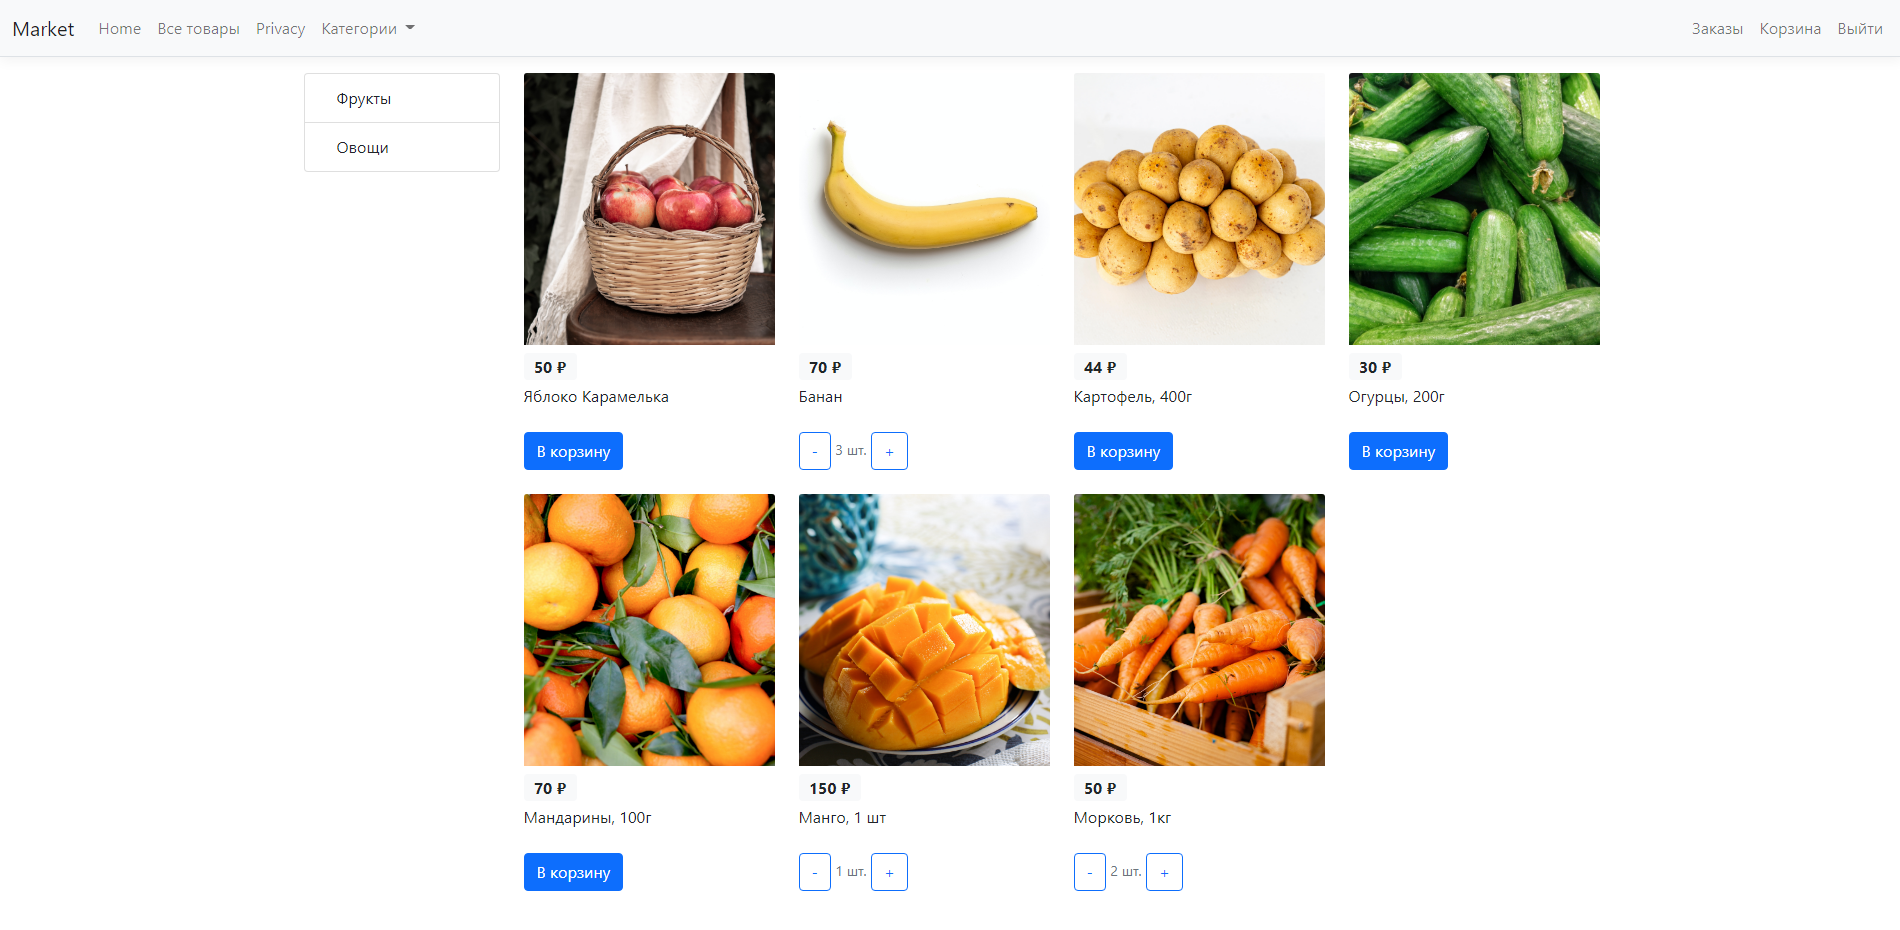 Market Home Все товары Privacy Категории Заказы Корзина Выйти
Фрукты
Овощи
50 ₽
Яблоко Карамелька
В корзину
70 ₽
Банан
- 3 шт. +
44 ₽
Картофель, 400г
В корзину
30 ₽
Огурцы, 200г
В корзину
70 ₽
Мандарины, 100г
В корзину
150 ₽
Манго, 1 шт
- 1 шт. +
50 ₽
Морковь, 1кг
- 2 шт. +